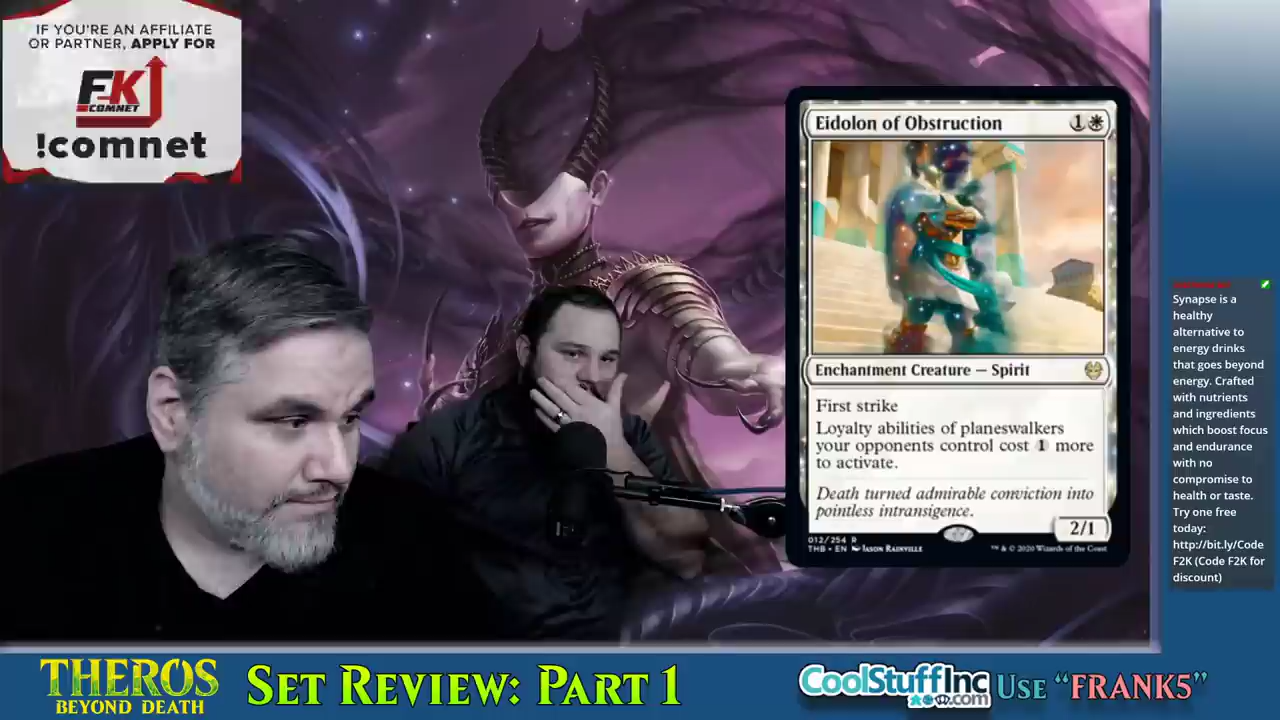 IF YOU'RE AN AFFILIATE
OR PARTNER, APPLY FOR
F2K
COMNET
!comnet
Eidolon of Obstruction 1
Enchantment Creature — Spirit
First strike
Loyalty abilities of planeswalkers
your opponents control cost 1 more
to activate.
Death turned admirable conviction into
pointless intransigence.
2/1
012/254 R
THB • EN JASON RAINVILLE
™ & © 2020 Wizards of the Coast
Synapse is a
healthy
alternative to
energy drinks
that goes beyond
energy. Crafted
with nutrients
and ingredients
which boost focus
and endurance
with no
compromise to
health or taste.
Try one free
today:
http://bit.ly/Code
F2K (Code F2K for
discount)
THEROS
BEYOND DEATH
SET REVIEW: PART 1
CoolStuffInc
.com
USE "FRANK5"